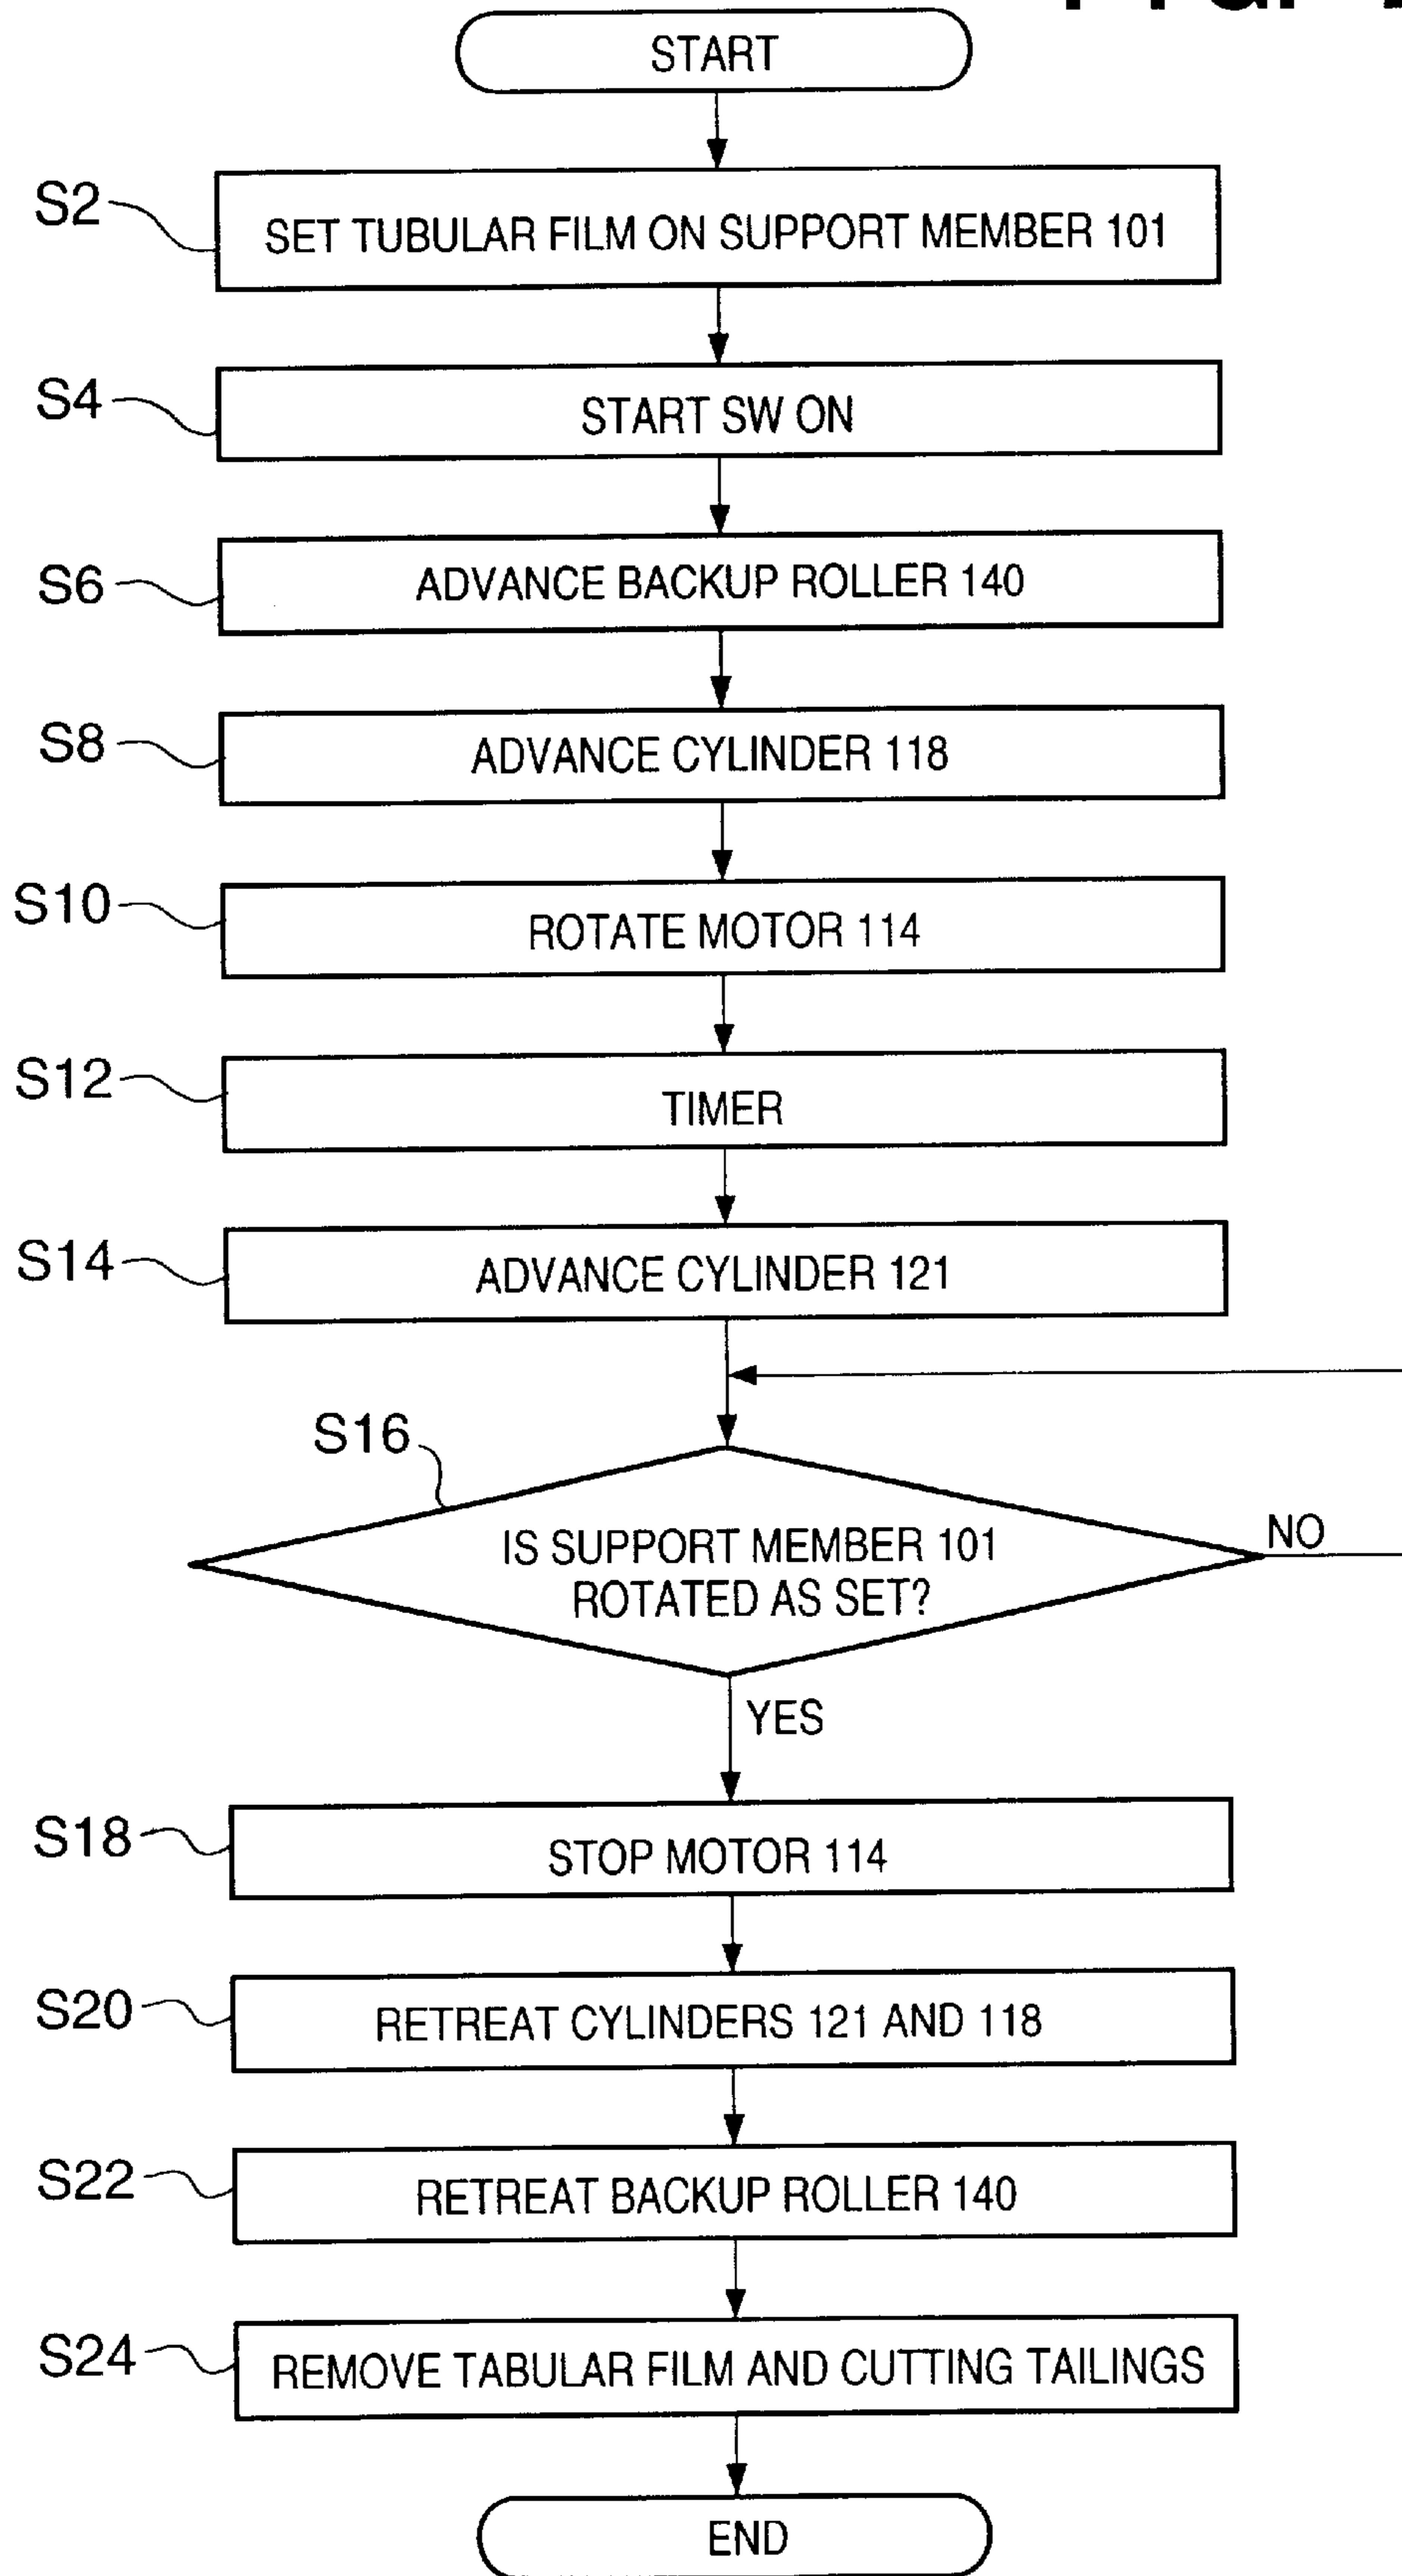 START
S2
SET TUBULAR FILM ON SUPPORT MEMBER 101
S4
START SW ON
S6
ADVANCE BACKUP ROLLER 140
S8
ADVANCE CYLINDER 118
S10
ROTATE MOTOR 114
S12
TIMER
S14
ADVANCE CYLINDER 121
S16
IS SUPPORT MEMBER 101
ROTATED AS SET?
NO
YES
S18
STOP MOTOR 114
S20
RETREAT CYLINDERS 121 AND 118
S22
RETREAT BACKUP ROLLER 140
S24
REMOVE TABULAR FILM AND CUTTING TAILINGS
END